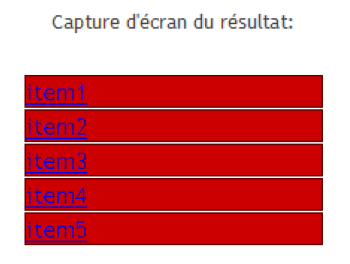 Capture d'écran du résultat:
item1
item2
item3
item4
item5